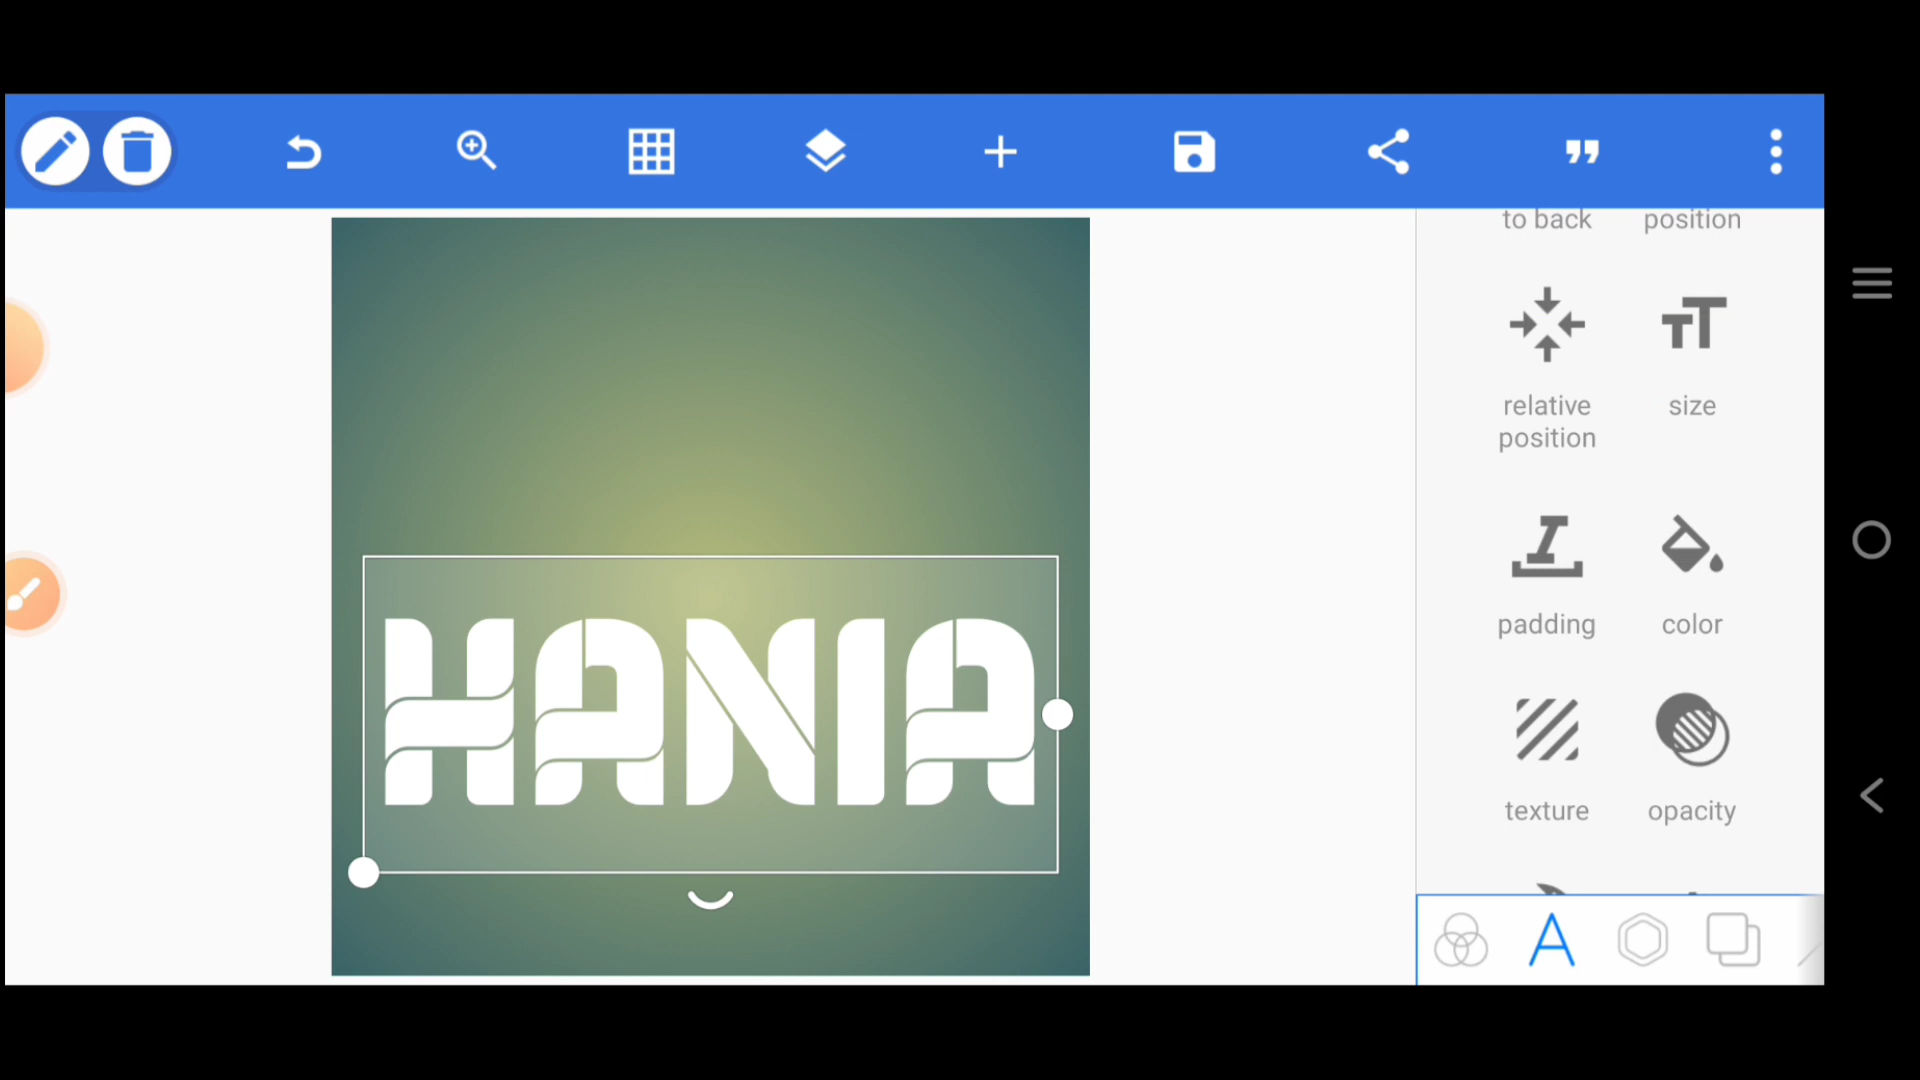 to back
position
HANIA
relative
position
size
padding
color
texture
opacity